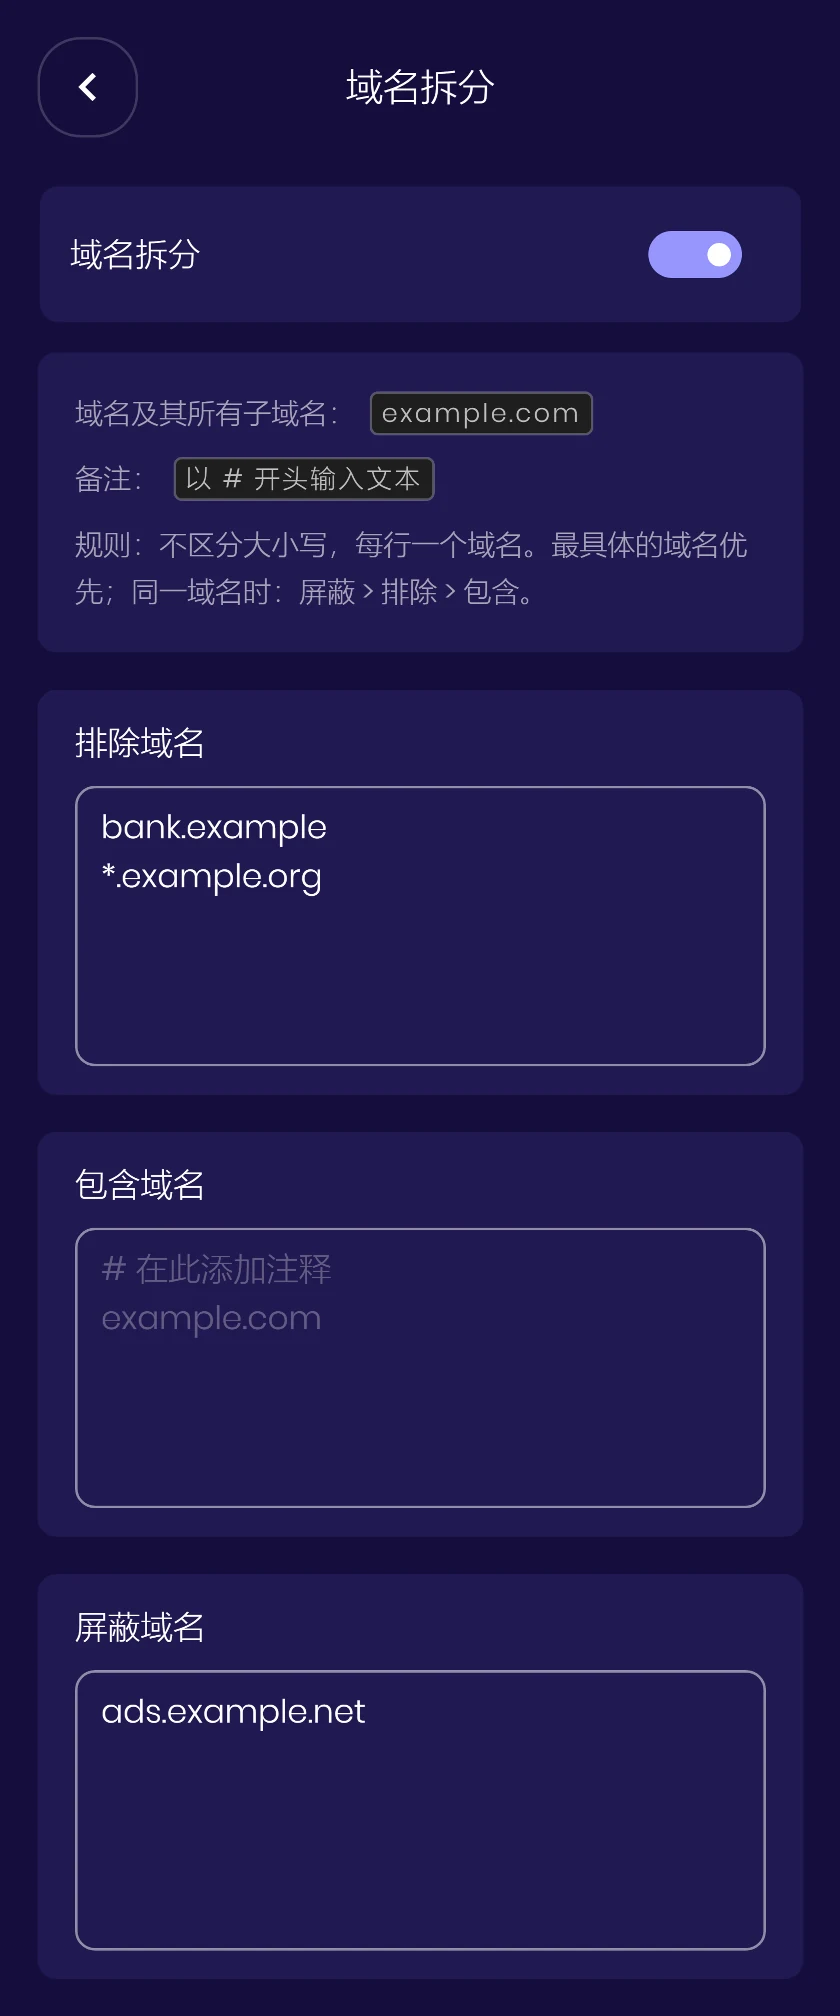 域名拆分
域名拆分
域名及其所有子域名： example.com
备注： 以 # 开头输入文本
规则：不区分大小写，每行一个域名。最具体的域名优
先；同一域名时：屏蔽 > 排除 > 包含。
排除域名
bank.example
*.example.org
包含域名
# 在此添加注释
example.com
屏蔽域名
ads.example.net